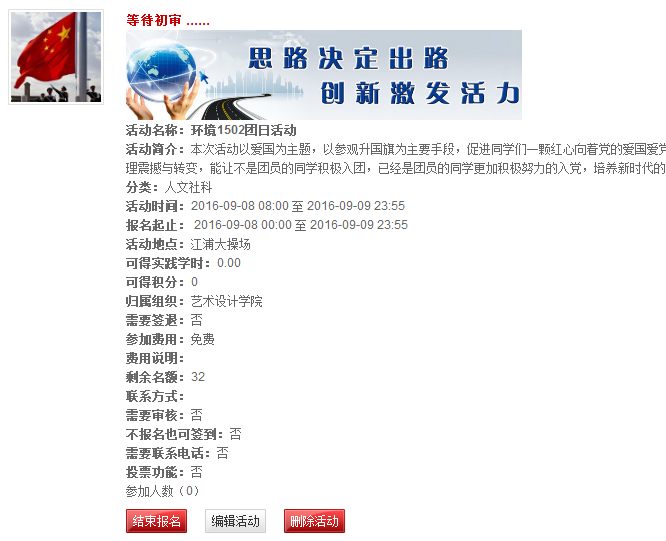 等待初审 ......
思路决定出路
创新激发活力
活动名称：环境1502团日活动
活动简介：本次活动以爱国为主题，以参观升国旗为主要手段，促进同学们一颗红心向着党的爱国爱党
理震撼与转变，能让不是团员的同学积极入团，已经是团员的同学更加积极努力的入党，培养新时代的
分类：人文社科
活动时间：2016-09-08 08:00 至 2016-09-09 23:55
报名起止： 2016-09-08 00:00 至 2016-09-09 23:55
活动地点：江浦大操场
可得实践学时：0.00
可得积分：0
归属组织：艺术设计学院
需要签退：否
参加费用：免费
费用说明：
剩余名额：32
联系方式：
需要审核：否
不报名也可签到：否
需要联系电话：否
投票功能：否
参加人数（0）
结束报名 编辑活动 删除活动